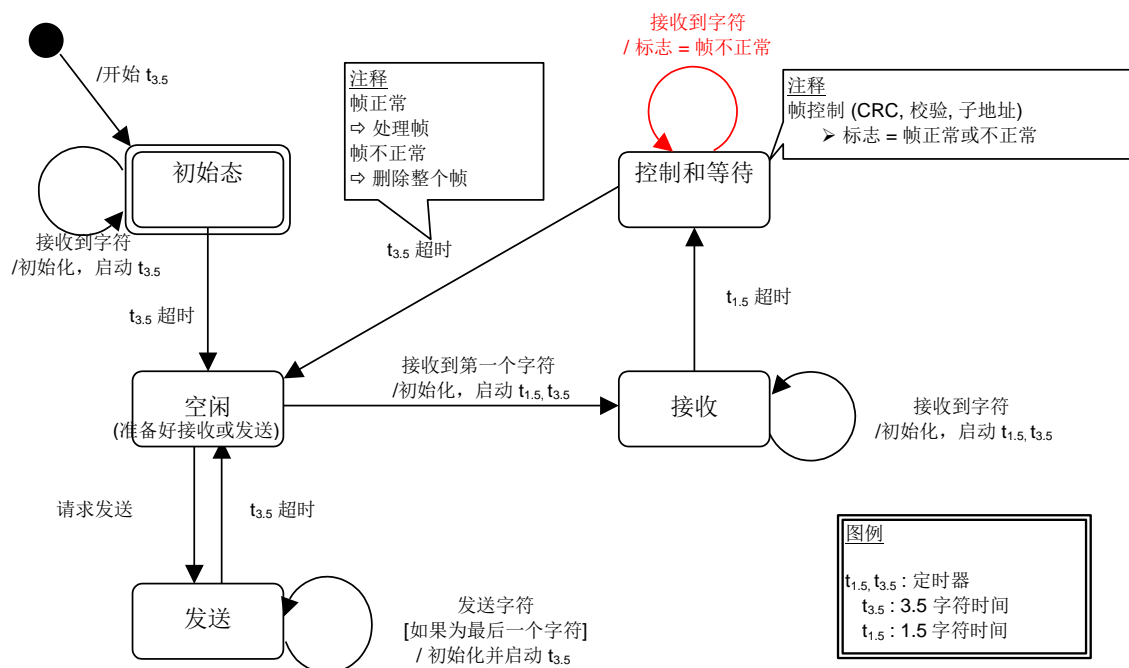 接收到字符
/ 标志 = 帧不正常
/开始 t3.5
注释
帧正常
⇨ 处理帧
帧不正常
⇨ 删除整个帧
注释
帧控制 (CRC, 校验, 子地址)
➢ 标志 = 帧正常或不正常
初始态
控制和等待
接收到字符
/初始化，启动 t3.5
t3.5 超时
t3.5 超时
t1.5 超时
接收到第一个字符
/初始化，启动 t1.5, t3.5
空闲
(准备好接收或发送)
接收
接收到字符
/初始化，启动 t1.5, t3.5
请求发送
t3.5 超时
发送
发送字符
[如果为最后一个字符]
/ 初始化并启动 t3.5
图例
t1.5, t3.5 : 定时器
t3.5 : 3.5 字符时间
t1.5 : 1.5 字符时间